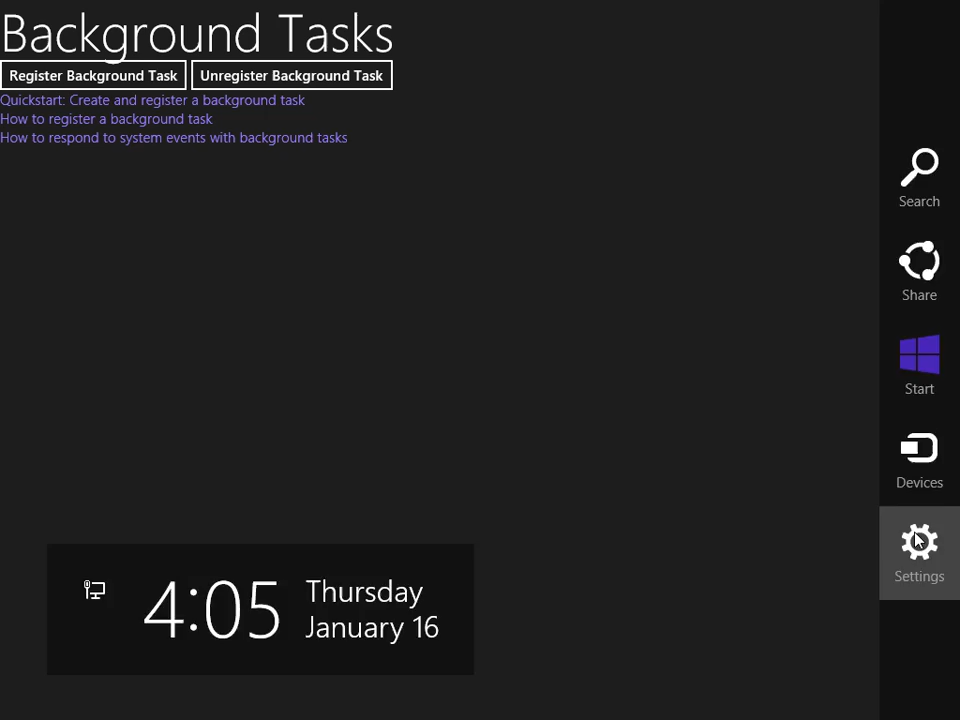 Background Tasks
Register Background Task
Unregister Background Task
Quickstart: Create and register a background task
How to register a background task
How to respond to system events with background tasks
Search
Share
Start
Devices
Settings
4:05
Thursday
January 16